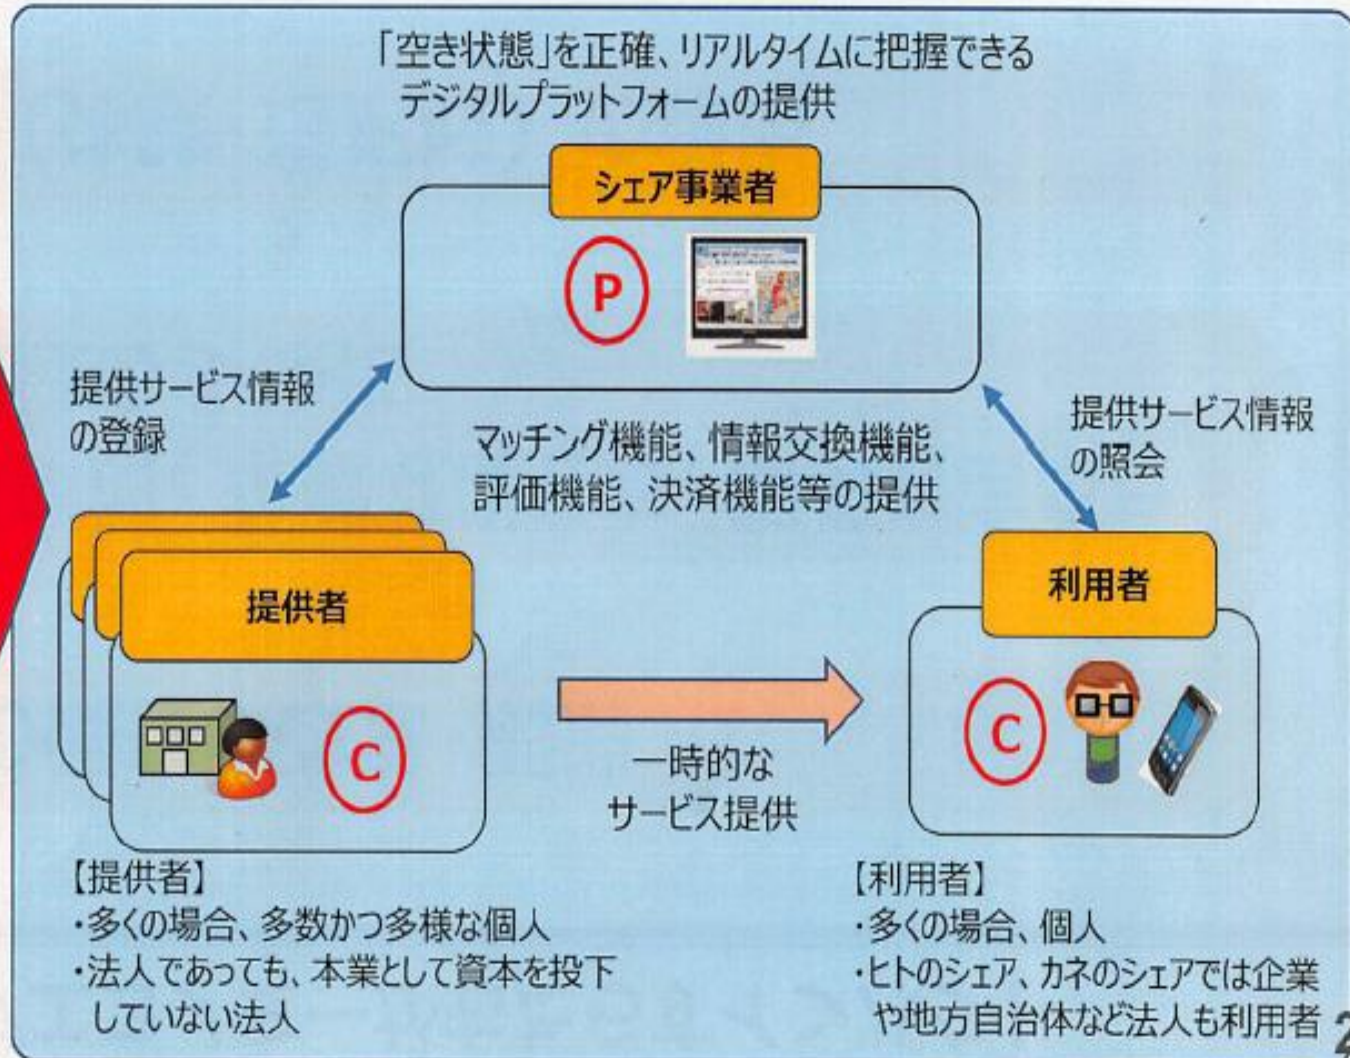 「空き状態」を正確、リアルタイムに把握できる
デジタルプラットフォームの提供
シェア事業者
P
提供サービス情報
の登録
マッチング機能、情報交換機能、
評価機能、決済機能等の提供
提供サービス情報
の照会
提供者
C
利用者
C
一時的な
サービス提供
【提供者】
・多くの場合、多数かつ多様な個人
・法人であっても、本業として資本を投下
していない法人
【利用者】
・多くの場合、個人
・ヒトのシェア、カネのシェアでは企業
や地方自治体など法人も利用者
2